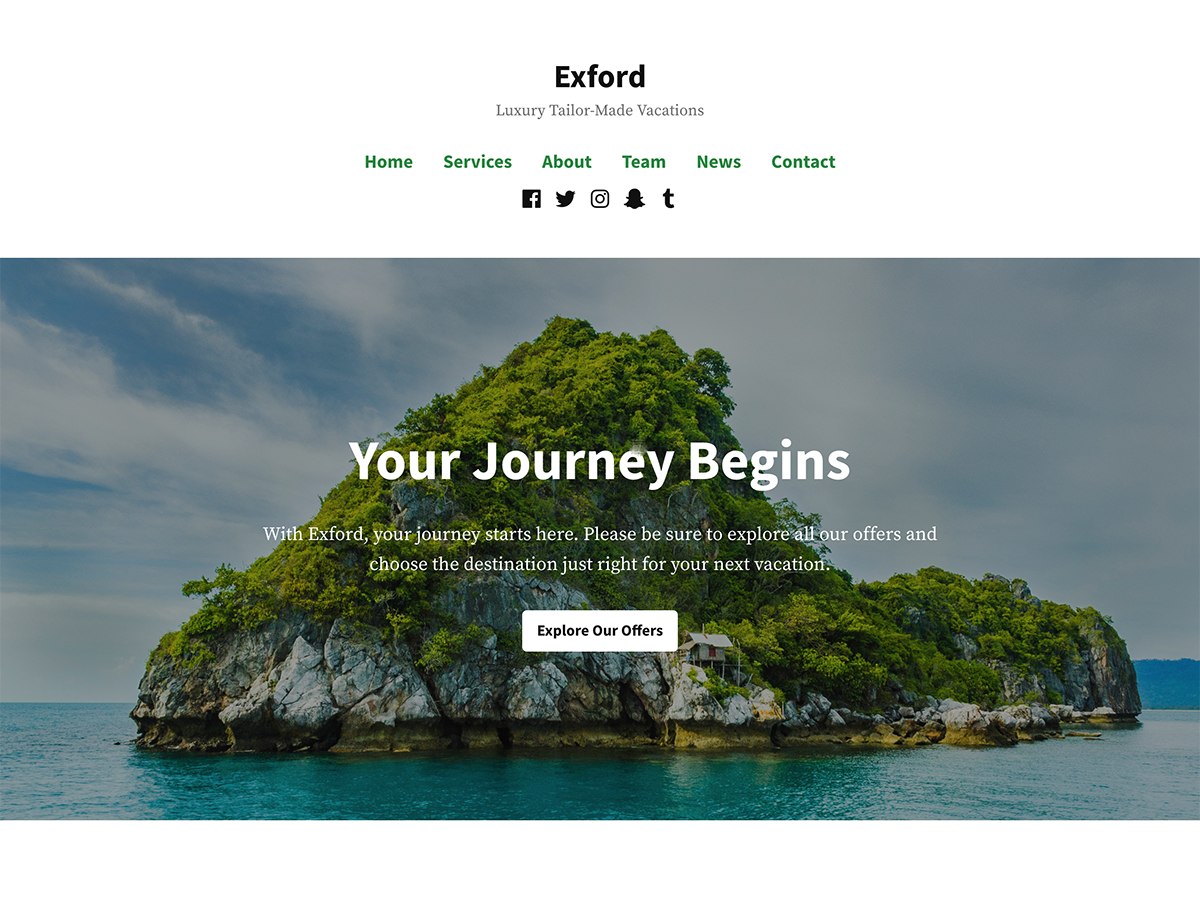 Exford
Luxury Tailor-Made Vacations
Home Services About Team News Contact
Your Journey Begins
With Exford, your journey starts here. Please be sure to explore all our offers and
choose the destination just right for your next vacation.
Explore Our Offers